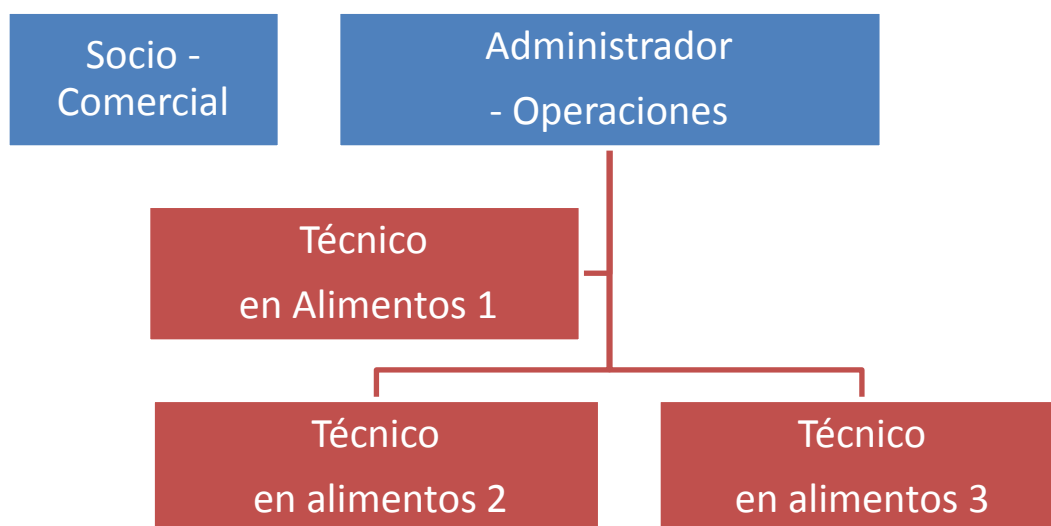 Socio -
Comercial
Administrador
- Operaciones
Técnico
en Alimentos 1
Técnico
en alimentos 2
Técnico
en alimentos 3